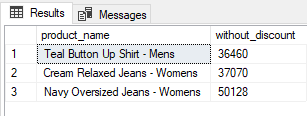 Results Messages
product_name without_discount
1 Teal Button Up Shirt - Mens 36460
2 Cream Relaxed Jeans - Womens 37070
3 Navy Oversized Jeans - Womens 50128